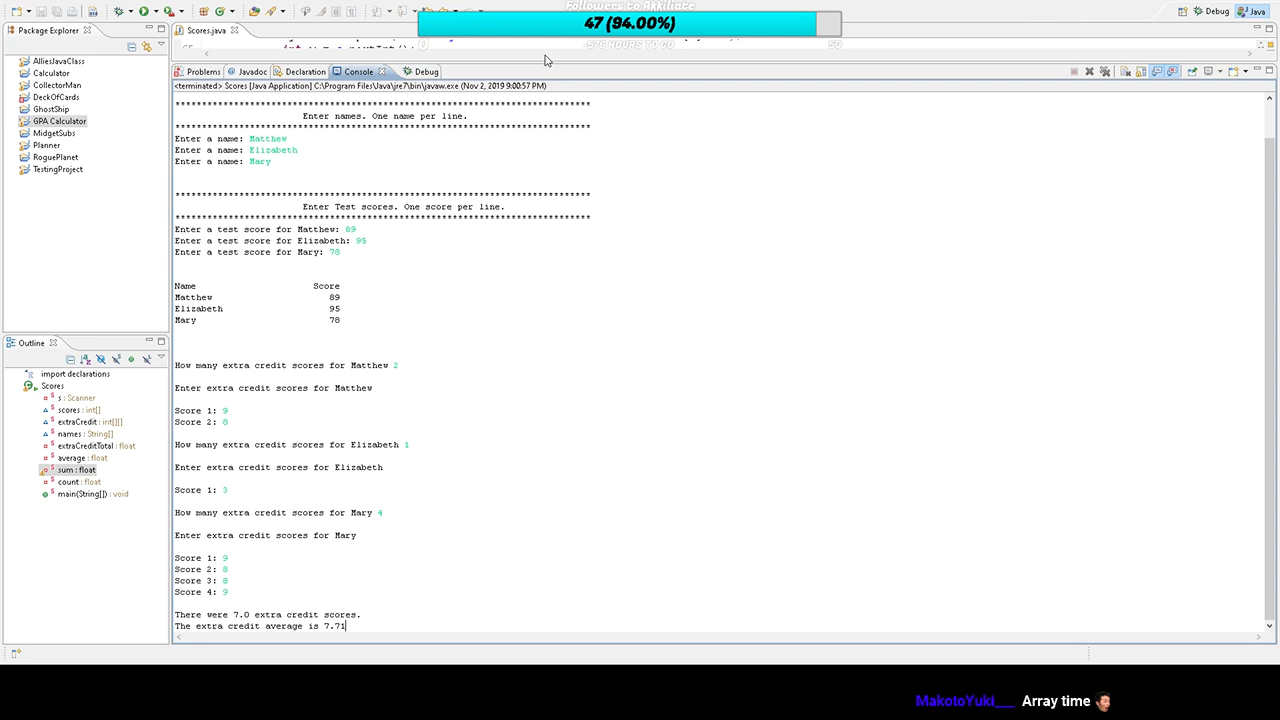 Followers to Akkiliate
47 (94.00%)
0
-576 HOURS TO GO
50
Debug
Java
Package Explorer
AlliesJavaClass
Calculator
CollectorMan
DeckOfCards
GhostShip
GPA Calculator
MidgetSubs
Planner
RoguePlanet
TestingProject
Outline
import declarations
Scores
s : Scanner
scores : int[]
extraCredit : int[][]
names : String[]
extraCreditTotal : float
average : float
sum : float
count : float
main(String[]) : void
Scores.java
Problems
Javadoc
Declaration
Console
Debug
<terminated> Scores [Java Application] C:\Program Files\Java\jre7\bin\javaw.exe (Nov 2, 2019 9:00:57 PM)
******************************************************************************
Enter names. One name per line.
******************************************************************************
Enter a name: Matthew
Enter a name: Elizabeth
Enter a name: Mary
******************************************************************************
Enter Test scores. One score per line.
******************************************************************************
Enter a test score for Matthew: 89
Enter a test score for Elizabeth: 95
Enter a test score for Mary: 78
Name Score
Matthew 89
Elizabeth 95
Mary 78
How many extra credit scores for Matthew 2
Enter extra credit scores for Matthew
Score 1: 9
Score 2: 8
How many extra credit scores for Elizabeth 1
Enter extra credit scores for Elizabeth
Score 1: 3
How many extra credit scores for Mary 4
Enter extra credit scores for Mary
Score 1: 9
Score 2: 8
Score 3: 8
Score 4: 9
There were 7.0 extra credit scores.
The extra credit average is 7.71
MakotoYuki___ Array time